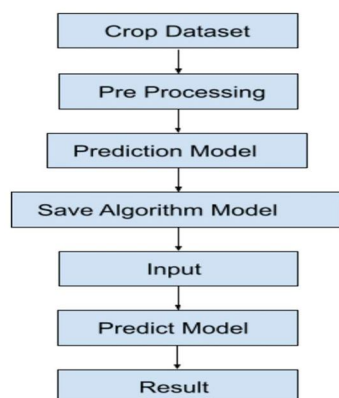 Crop Dataset
Pre Processing
Prediction Model
Save Algorithm Model
Input
Predict Model
Result